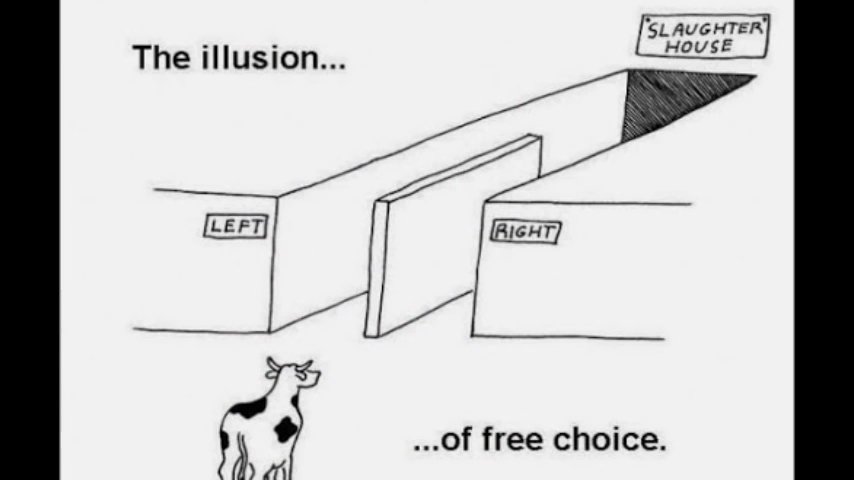 The illusion...
SLAUGHTER
HOUSE
LEFT
RIGHT
...of free choice.